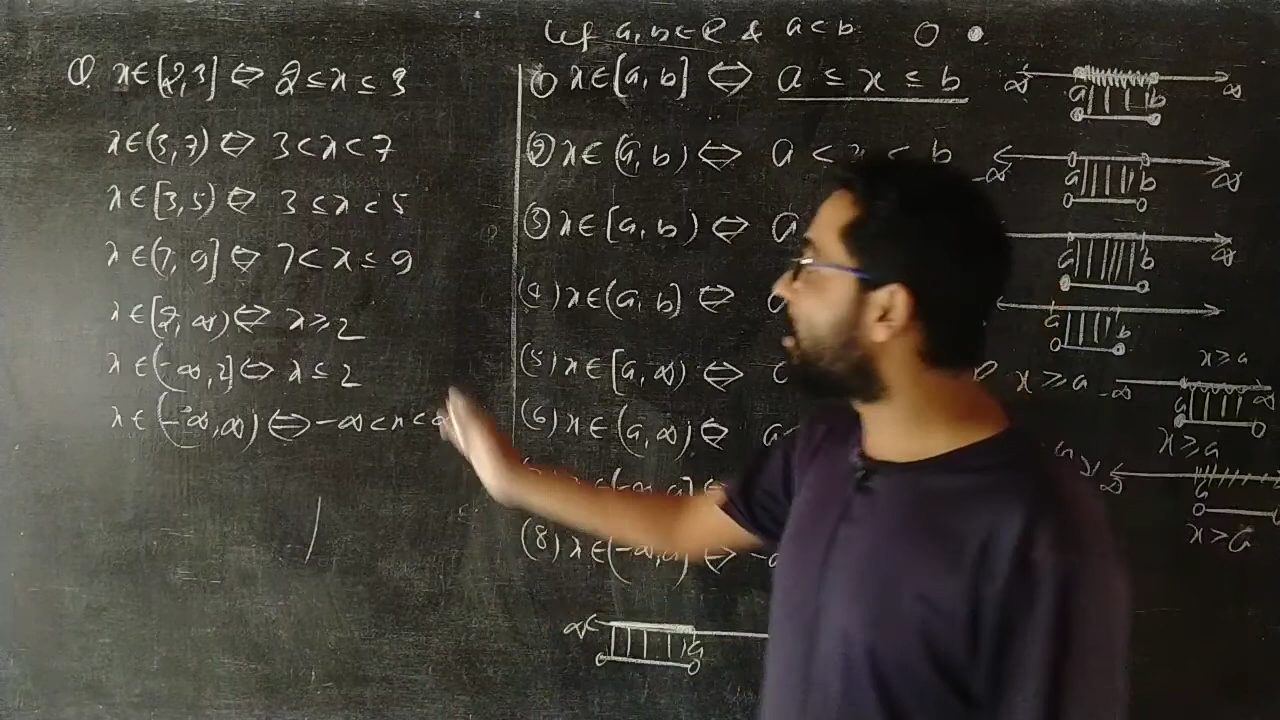 Let a, b ∈ R & a < b
Q. x∈[2,3] ⇔ 2 ≤ x ≤ 3
x∈(3,7) ⇔ 3 < x < 7
x∈[3,5) ⇔ 3 ≤ x < 5
x∈(7,9] ⇔ 7 < x ≤ 9
x∈[2,∞) ⇔ x ≥ 2
x∈(-∞,2] ⇔ x ≤ 2
x∈(-∞,∞) ⇔ -∞ < x < ∞
(1) x∈[a,b] ⇔ a ≤ x ≤ b
(2) x∈(a,b) ⇔ a < x < b
(3) x∈[a,b) ⇔ a
(4) x∈(a,b] ⇔ a
(5) x∈[a,∞) ⇔
(6) x∈(a,∞) ⇔ a
(8) x∈(-∞,a) ⇔ -∞
∞ a
∞ a b ∞
-∞ a b ∞
a b ∞
a b
x ≥ a
x ≥ a
-∞ a
x ≥ a
∞ a
x > a